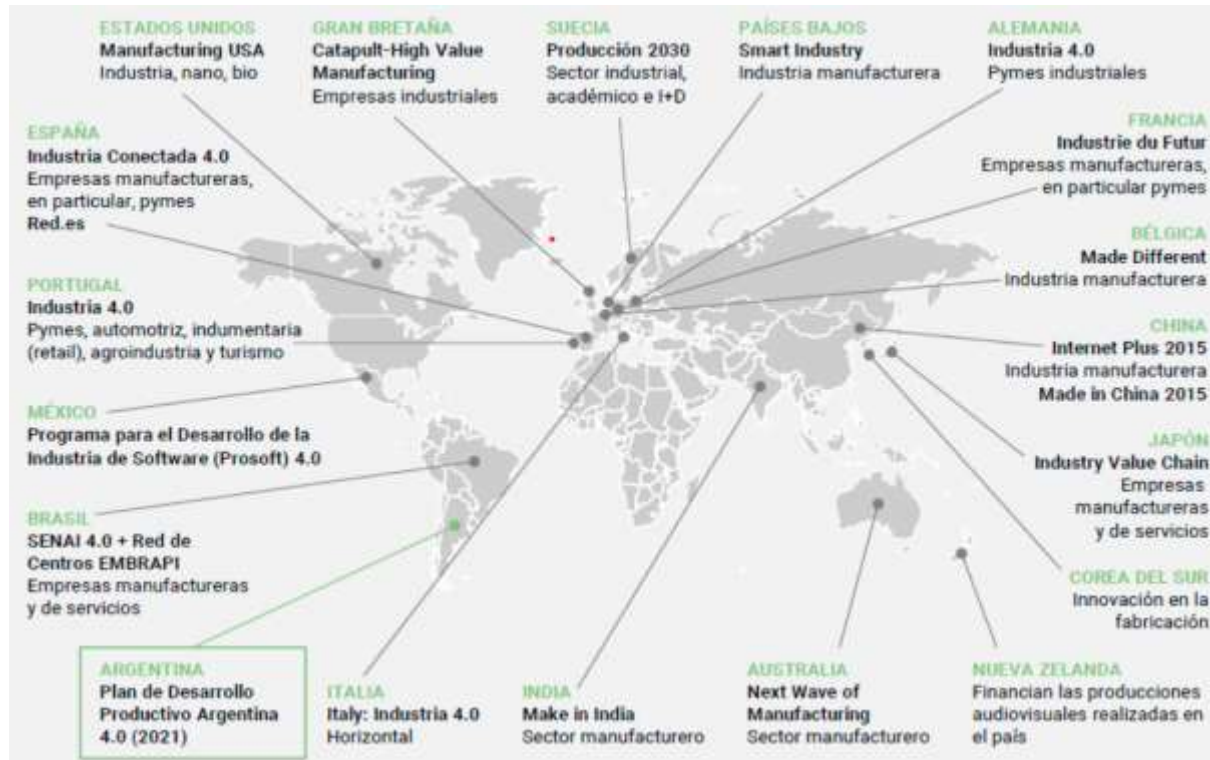 ESTADOS UNIDOS
Manufacturing USA
Industria, nano, bio
GRAN BRETAÑA
Catapult-High Value
Manufacturing
Empresas industriales
SUECIA
Producción 2030
Sector industrial,
académico e I+D
PAÍSES BAJOS
Smart Industry
Industria manufacturera
ALEMANIA
Industria 4.0
Pymes industriales
ESPAÑA
Industria Conectada 4.0
Empresas manufactureras,
en particular, pymes
Red.es
FRANCIA
Industrie du Futur
Empresas manufactureras,
en particular pymes
BÉLGICA
Made Different
Industria manufacturera
PORTUGAL
Industria 4.0
Pymes, automotriz, indumentaria
(retail), agroindustria y turismo
CHINA
Internet Plus 2015
Industria manufacturera
Made in China 2015
MÉXICO
Programa para el Desarrollo de la
Industria de Software (Prosoft) 4.0
JAPÓN
Industry Value Chain
Empresas
manufactureras
y de servicios
BRASIL
SENAI 4.0 + Red de
Centros EMBRAPI
Empresas manufactureras
y de servicios
COREA DEL SUR
Innovación en la
fabricación
ARGENTINA
Plan de Desarrollo
Productivo Argentina
4.0 (2021)
ITALIA
Italy: Industria 4.0
Horizontal
INDIA
Make in India
Sector manufacturero
AUSTRALIA
Next Wave of
Manufacturing
Sector manufacturero
NUEVA ZELANDA
Financian las producciones
audiovisuales realizadas en
el país